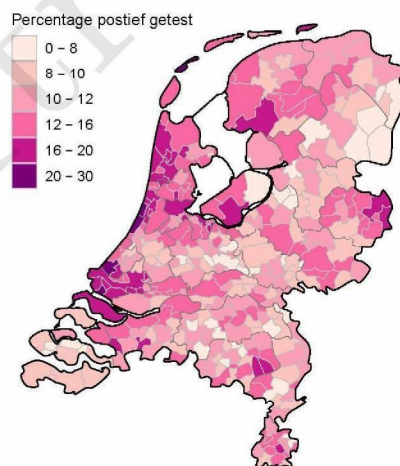 Percentage postief getest
0 – 8
8 – 10
10 – 12
12 – 16
16 – 20
20 – 30